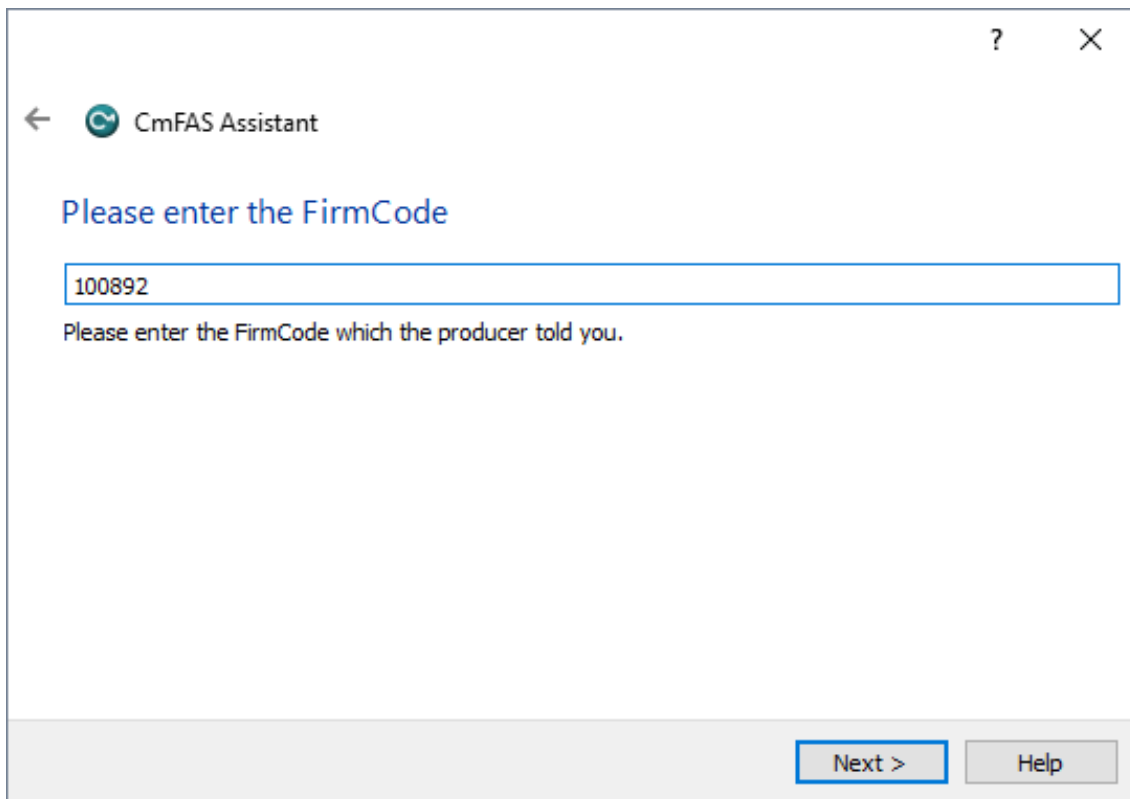 ?
CmFAS Assistant
Please enter the FirmCode
100892
Please enter the FirmCode which the producer told you.
Next >
Help